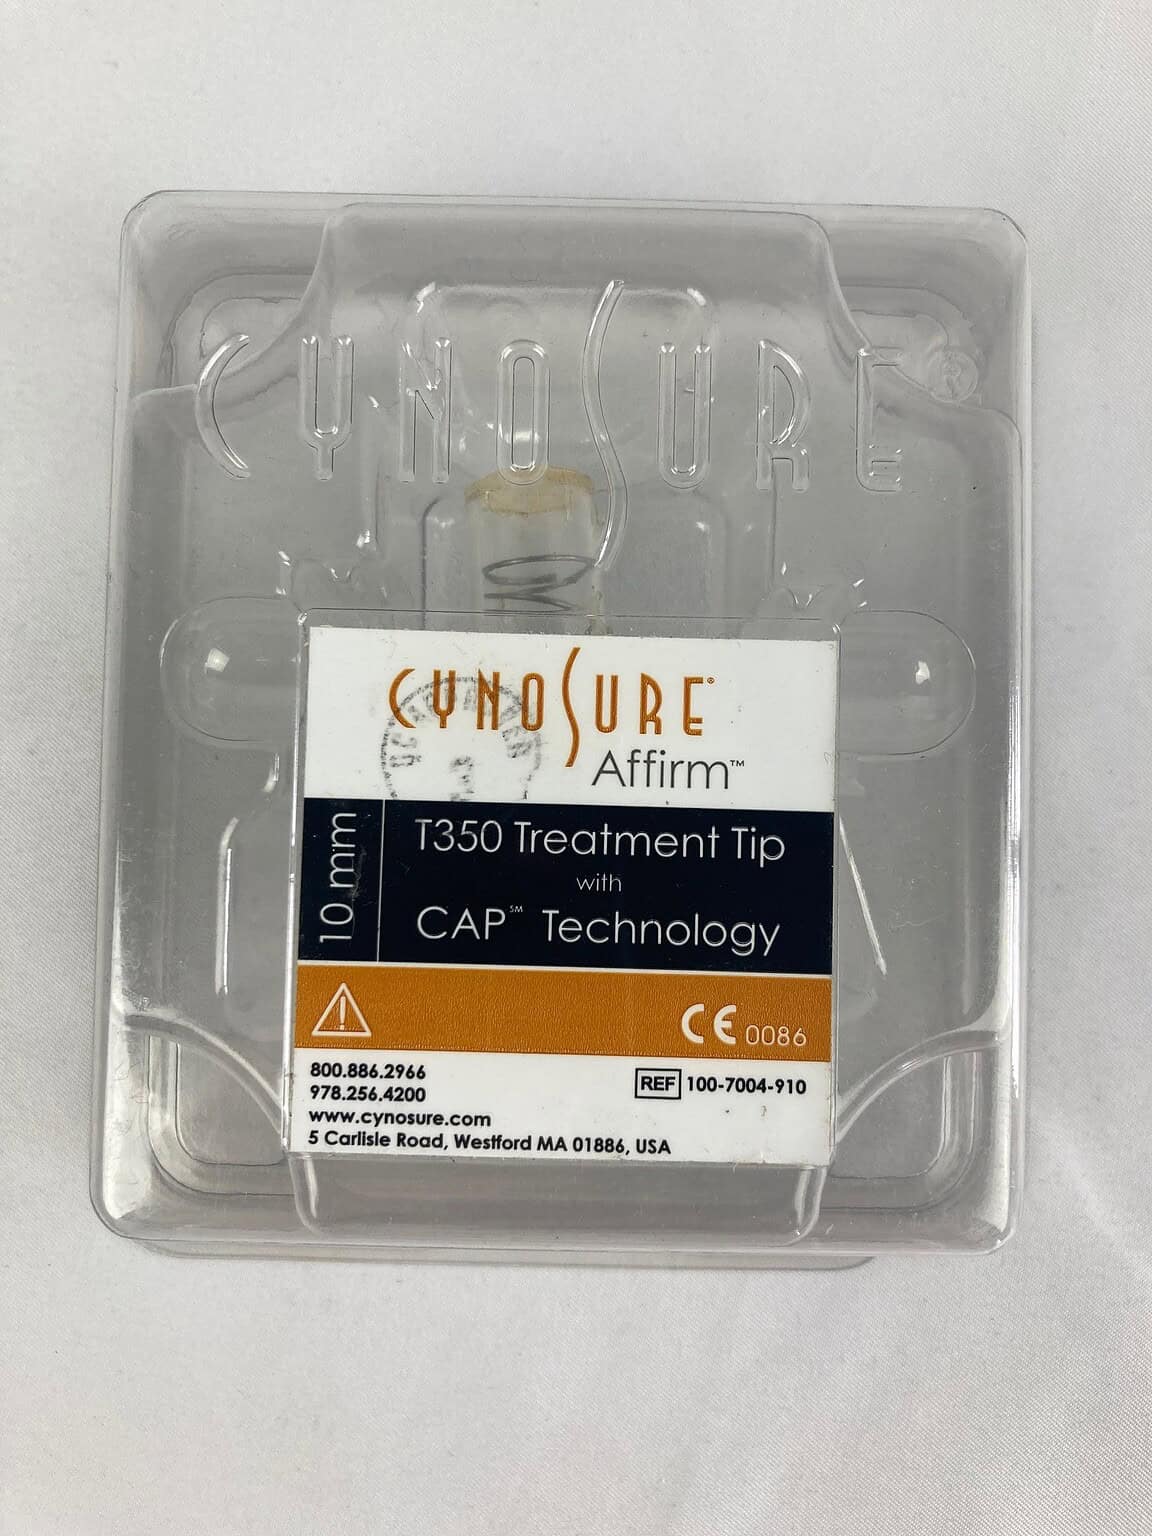 CYNOSURE®
CYNOSURE®
Affirm™
10 mm
T350 Treatment Tip
with
CAP℠ Technology
CE 0086
800.886.2966
978.256.4200
www.cynosure.com
5 Carlisle Road, Westford MA 01886, USA
REF 100-7004-910